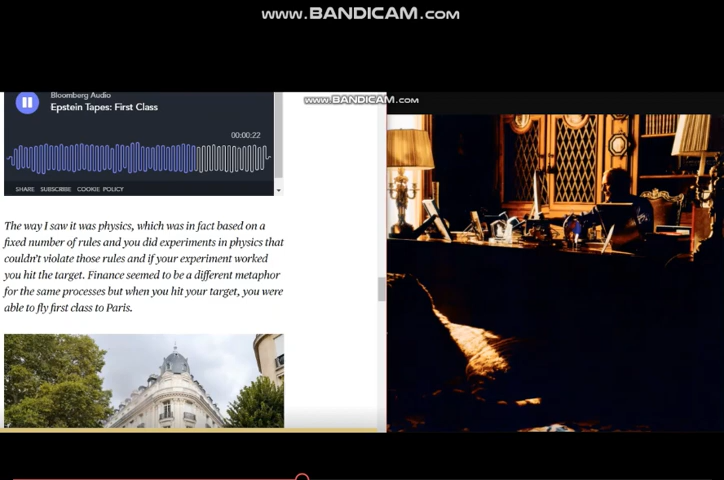 www.BANDICAM.com
www.BANDICAM.com
Bloomberg Audio
Epstein Tapes: First Class
00:00:22
SHARE SUBSCRIBE COOKIE POLICY
The way I saw it was physics, which was in fact based on a
fixed number of rules and you did experiments in physics that
couldn't violate those rules and if your experiment worked
you hit the target. Finance seemed to be a different metaphor
for the same processes but when you hit your target, you were
able to fly first class to Paris.